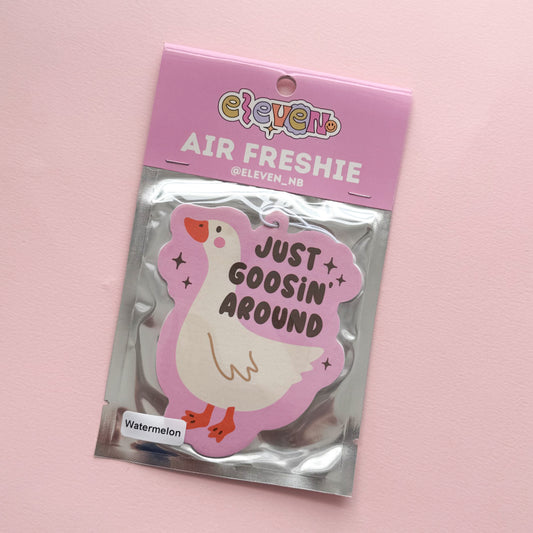 eleven
AIR FRESHIE
@ELEVEN_NB
JUST
GOOSiN'
AROUND
Watermelon